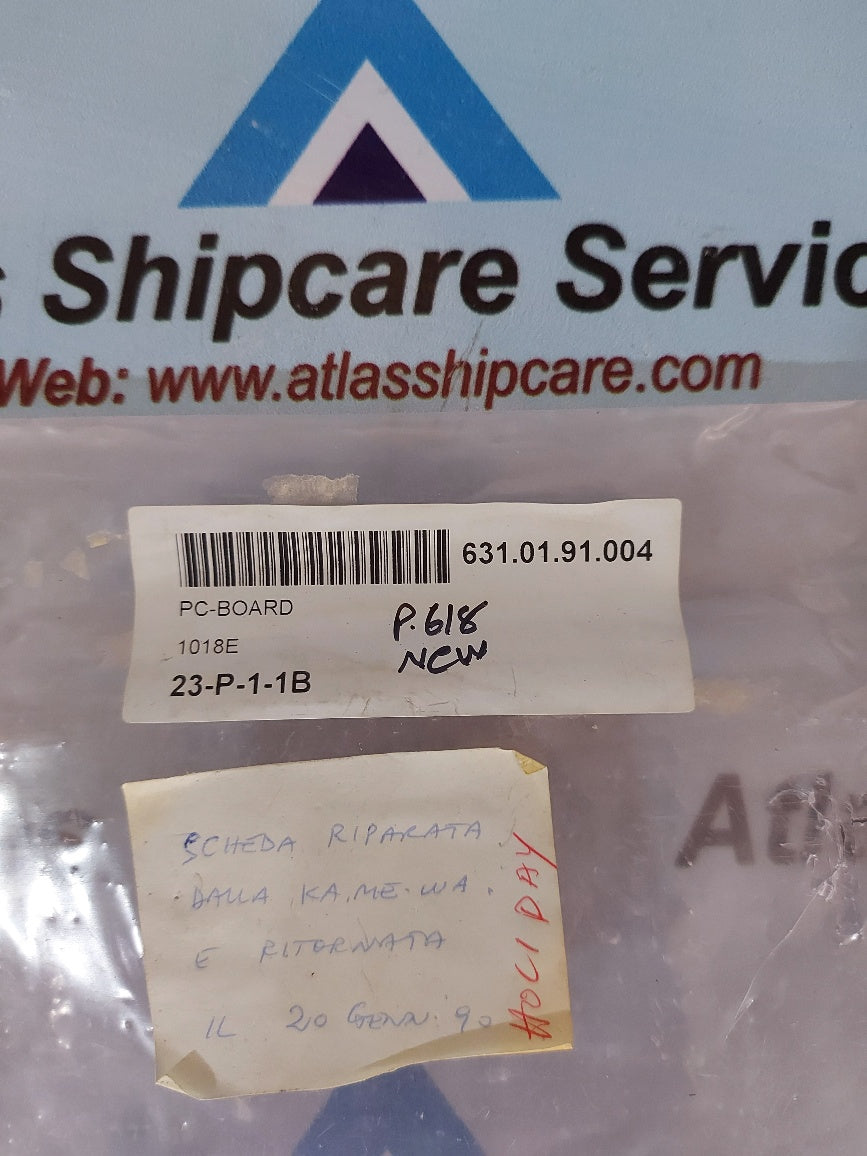 s Shipcare Servic
Web: www.atlasshipcare.com
631.01.91.004
PC-BOARD
1018E
23-P-1-1B
P.618
NEW
SCHEDA RIPARATA
DALLA KA.ME.WA.
E RITORNATA
IL 20 GENN. 90
HOLIDAY
Atl